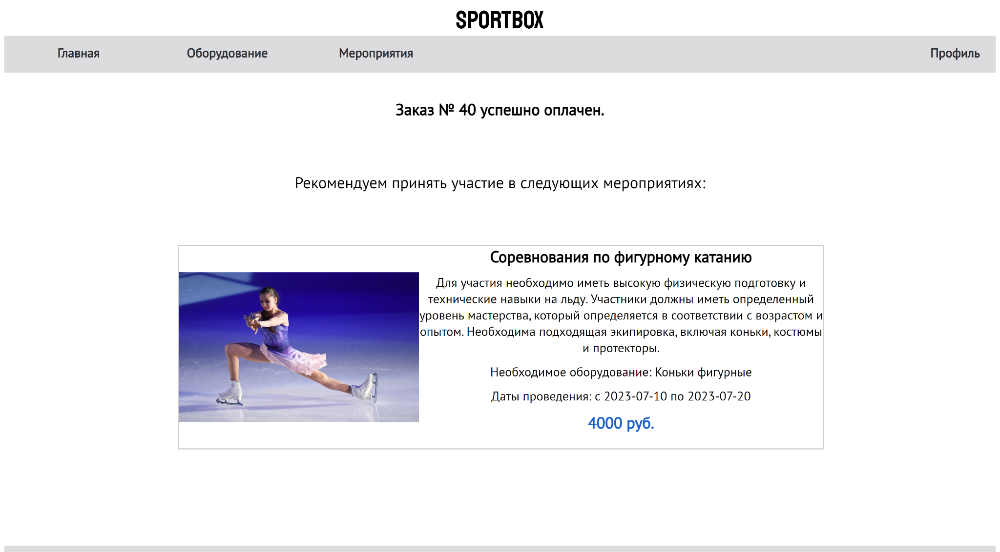 SPORTBOX
Главная Оборудование Мероприятия Профиль
Заказ № 40 успешно оплачен.
Рекомендуем принять участие в следующих мероприятиях:
Соревнования по фигурному катанию
Для участия необходимо иметь высокую физическую подготовку и
технические навыки на льду. Участники должны иметь определенный
уровень мастерства, который определяется в соответствии с возрастом и
опытом. Необходима подходящая экипировка, включая коньки, костюмы
и протекторы.
Необходимое оборудование: Коньки фигурные
Даты проведения: с 2023-07-10 по 2023-07-20
4000 руб.